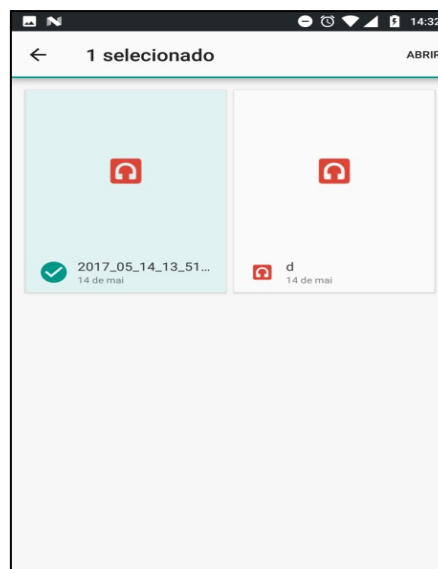 14:32
1 selecionado
ABRIR
2017_05_14_13_51...
14 de mai
d
14 de mai